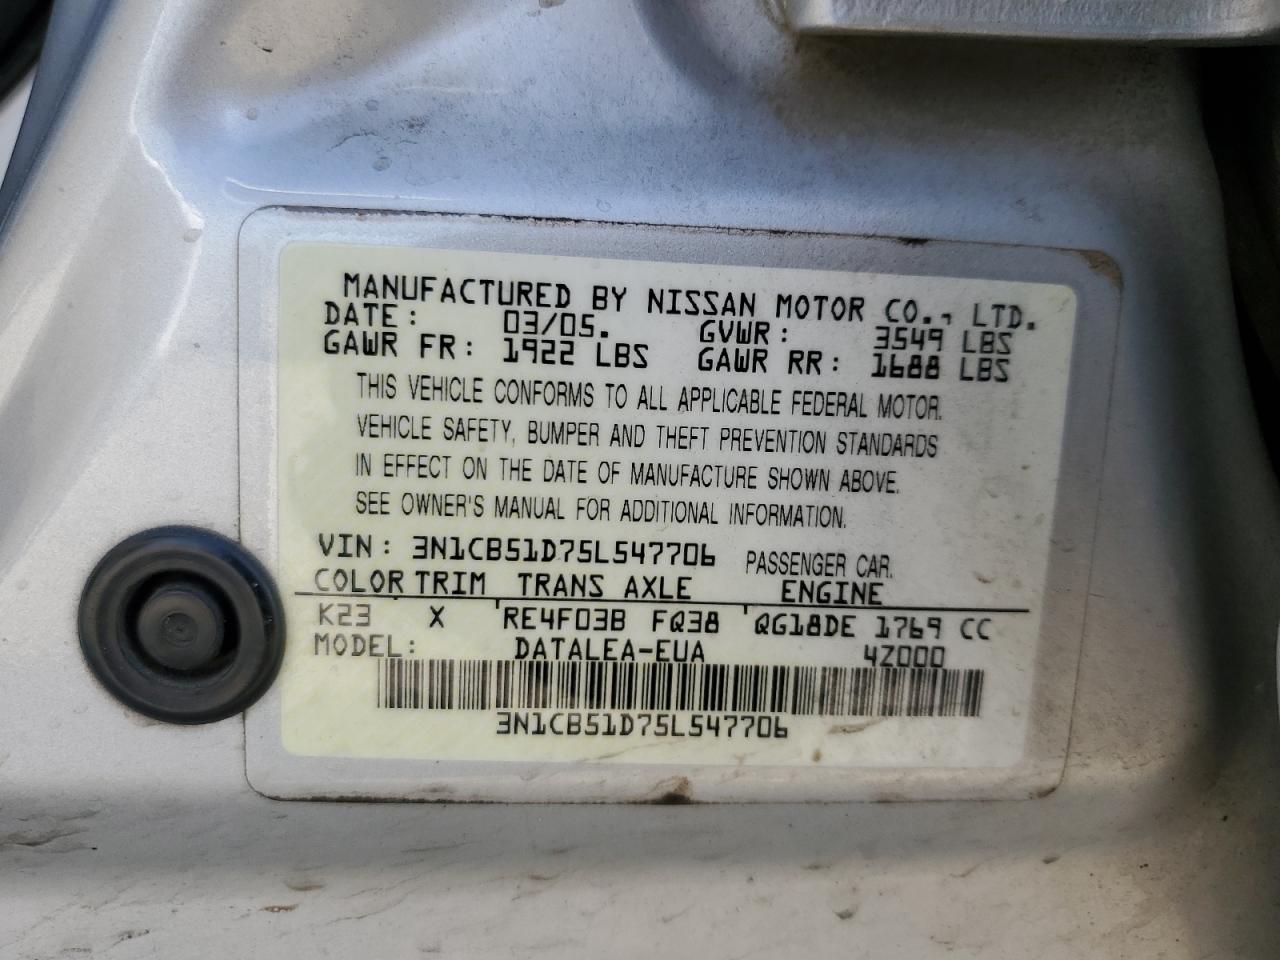 MANUFACTURED BY NISSAN MOTOR CO., LTD.
DATE: 03/05. GVWR: 3549 LBS
GAWR FR: 1922 LBS GAWR RR: 1688 LBS
THIS VEHICLE CONFORMS TO ALL APPLICABLE FEDERAL MOTOR.
VEHICLE SAFETY, BUMPER AND THEFT PREVENTION STANDARDS
IN EFFECT ON THE DATE OF MANUFACTURE SHOWN ABOVE.
SEE OWNER'S MANUAL FOR ADDITIONAL INFORMATION.
VIN: 3N1CB51D75L547706 PASSENGER CAR.
COLOR TRIM TRANS AXLE ENGINE
K23 X RE4F03B FQ38 QG18DE 1769 CC
MODEL: DATALEA-EUA 4Z000
3N1CB51D75L547706